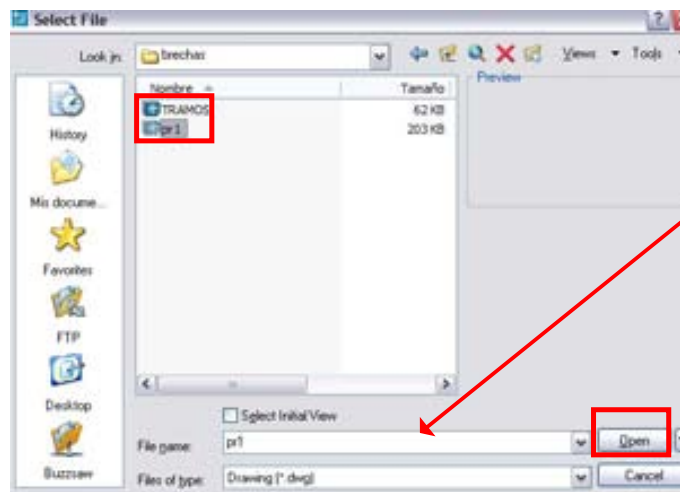 Select File
Look in: brechas Views Tools
Nombre Tamaño Preview
TRAMOS 62 KB
pr1 203 KB
History
Mis docume...
Favorites
FTP
Desktop
Buzzsaw
Select Initial View
File name: pr1 Open
Files of type: Drawing (*.dwg) Cancel